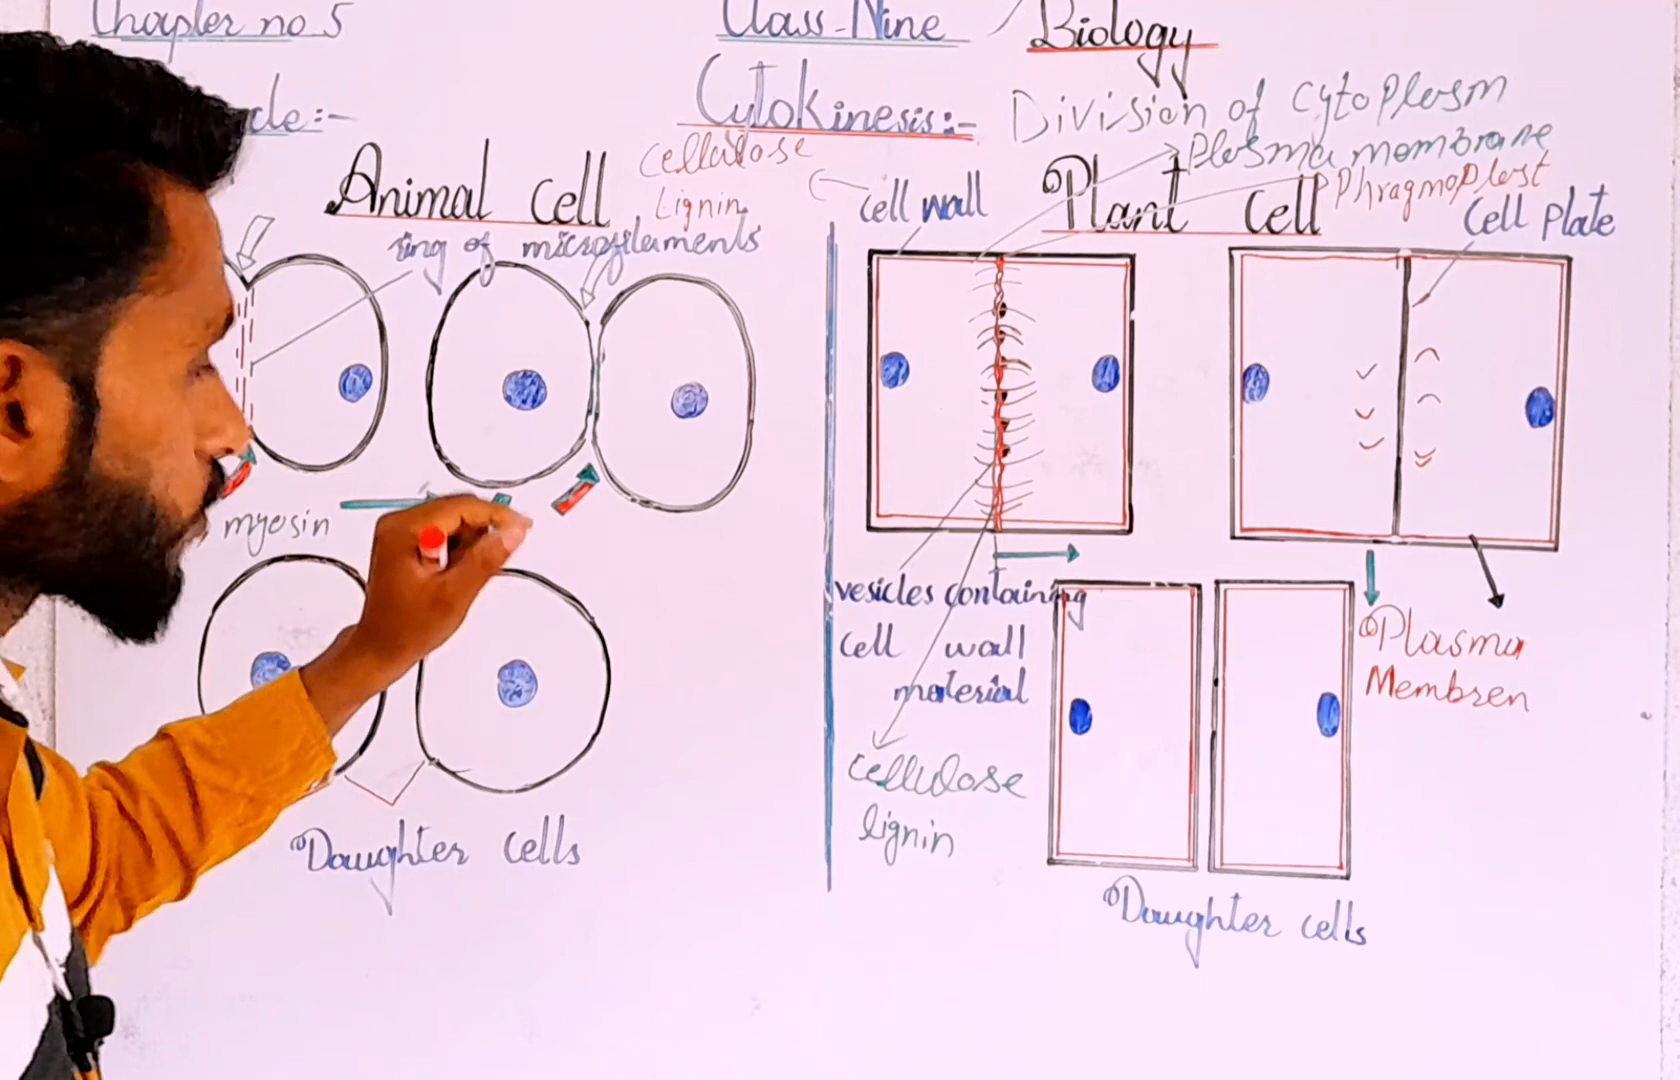 Chapter no 5
Class-Nine
Biology
Cytokinesis:-
Division of Cytoplasm
Animal Cell
Cellulose
Lignin
ring of microfilaments
myosin
Daughter cells
Plasma membrane
Phragmoplast
cell wall
Plant Cell
Cell Plate
vesicles containing
cell wall
material
cellulose
lignin
Plasma
Membren
Daughter cells